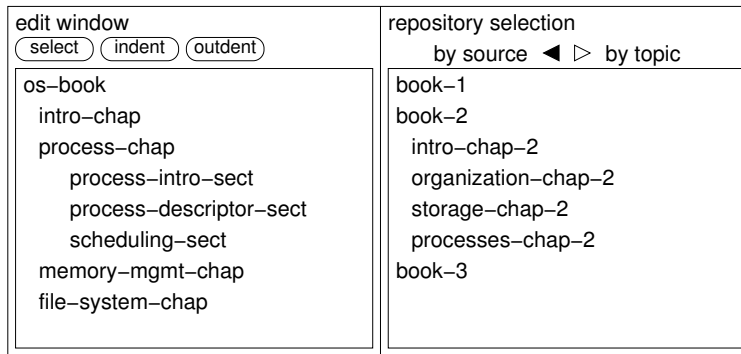 edit window
select indent outdent
os−book
intro−chap
process−chap
process−intro−sect
process−descriptor−sect
scheduling−sect
memory−mgmt−chap
file−system−chap
repository selection
by source ◀ ▷ by topic
book−1
book−2
intro−chap−2
organization−chap−2
storage−chap−2
processes−chap−2
book−3